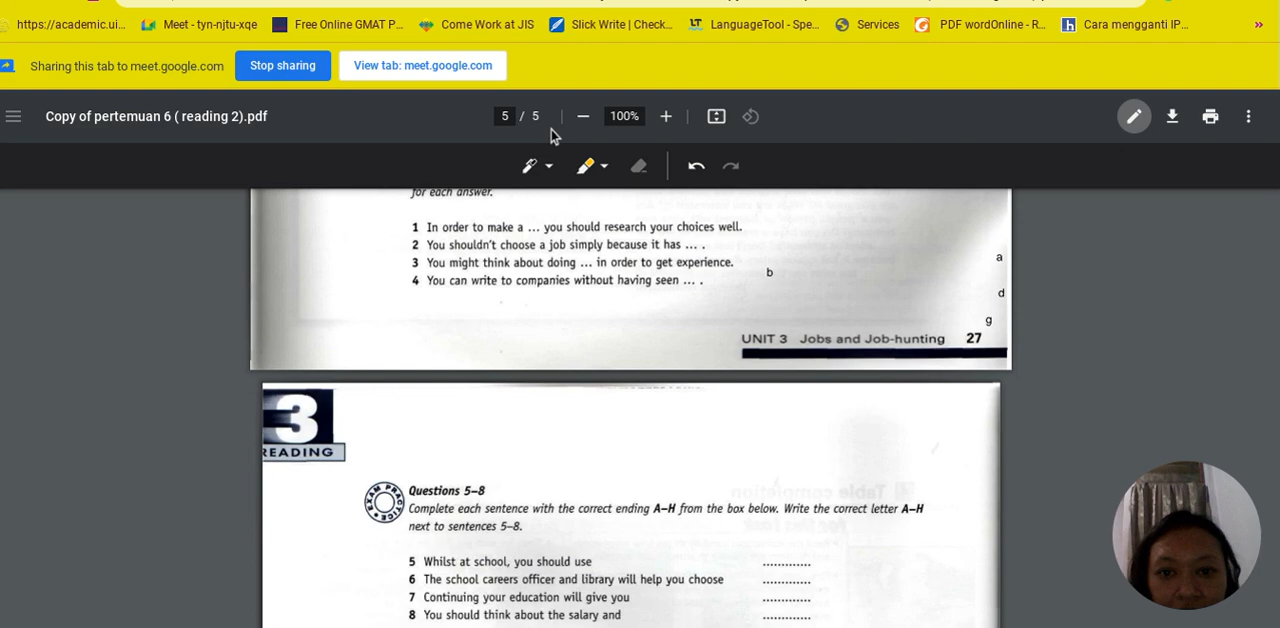 https://academic.ui...
Meet - tyn-njtu-xqe
Free Online GMAT P...
Come Work at JIS
Slick Write | Check...
LT
LanguageTool - Spe...
Services
G
PDF wordOnline - R...
h
Cara mengganti IP...
»
Sharing this tab to meet.google.com
Stop sharing
View tab: meet.google.com
Copy of pertemuan 6 ( reading 2).pdf
5 / 5
100%
for each answer.
1 In order to make a ... you should research your choices well.
2 You shouldn't choose a job simply because it has ... .
3 You might think about doing ... in order to get experience.
4 You can write to companies without having seen ... .
a
b
d
g
UNIT 3 Jobs and Job-hunting 27
3
READING
EXAM PRACTICE
Questions 5–8
Complete each sentence with the correct ending A–H from the box below. Write the correct letter A–H
next to sentences 5–8.
5 Whilst at school, you should use .............
6 The school careers officer and library will help you choose .............
7 Continuing your education will give you .............
8 You should think about the salary and .............